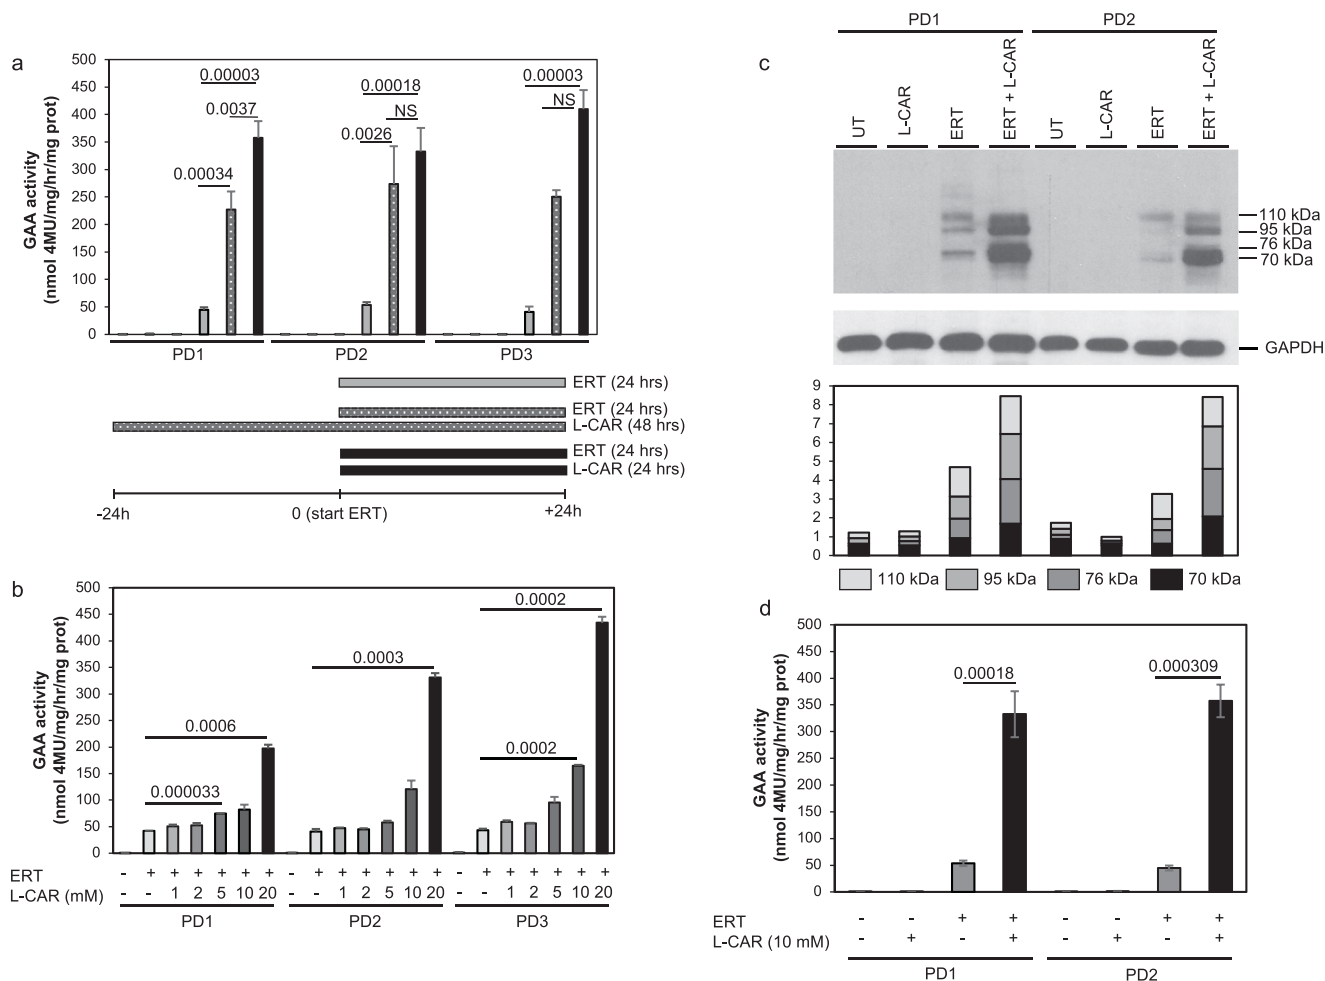 a
GAA activity
(nmol 4MU/mg/hr/mg prot)
500
450
400
350
300
250
200
150
100
50
0
0.00003
0.0037
0.00034
0.00018
NS
0.0026
0.00003
NS
PD1 PD2 PD3
ERT (24 hrs)
ERT (24 hrs)
L-CAR (48 hrs)
ERT (24 hrs)
L-CAR (24 hrs)
-24h 0 (start ERT) +24h
b
GAA activity
(nmol 4MU/mg/hr/mg prot)
500
450
400
350
300
250
200
150
100
50
0
0.0006
0.000033
0.0003
0.0002
0.0002
ERT - + + + + + + - + + + + + + - + + + + + +
L-CAR (mM) - - 1 2 5 10 20 - - 1 2 5 10 20 - - 1 2 5 10 20
PD1 PD2 PD3
c
PD1 PD2
UT L-CAR ERT ERT + L-CAR UT L-CAR ERT ERT + L-CAR
110 kDa
95 kDa
76 kDa
70 kDa
GAPDH
9
8
7
6
5
4
3
2
1
0
110 kDa 95 kDa 76 kDa 70 kDa
d
GAA activity
(nmol 4MU/mg/hr/mg prot)
500
450
400
350
300
250
200
150
100
50
0
0.00018
0.000309
ERT - - + + - - + +
L-CAR (10 mM) - + - + - + - +
PD1 PD2